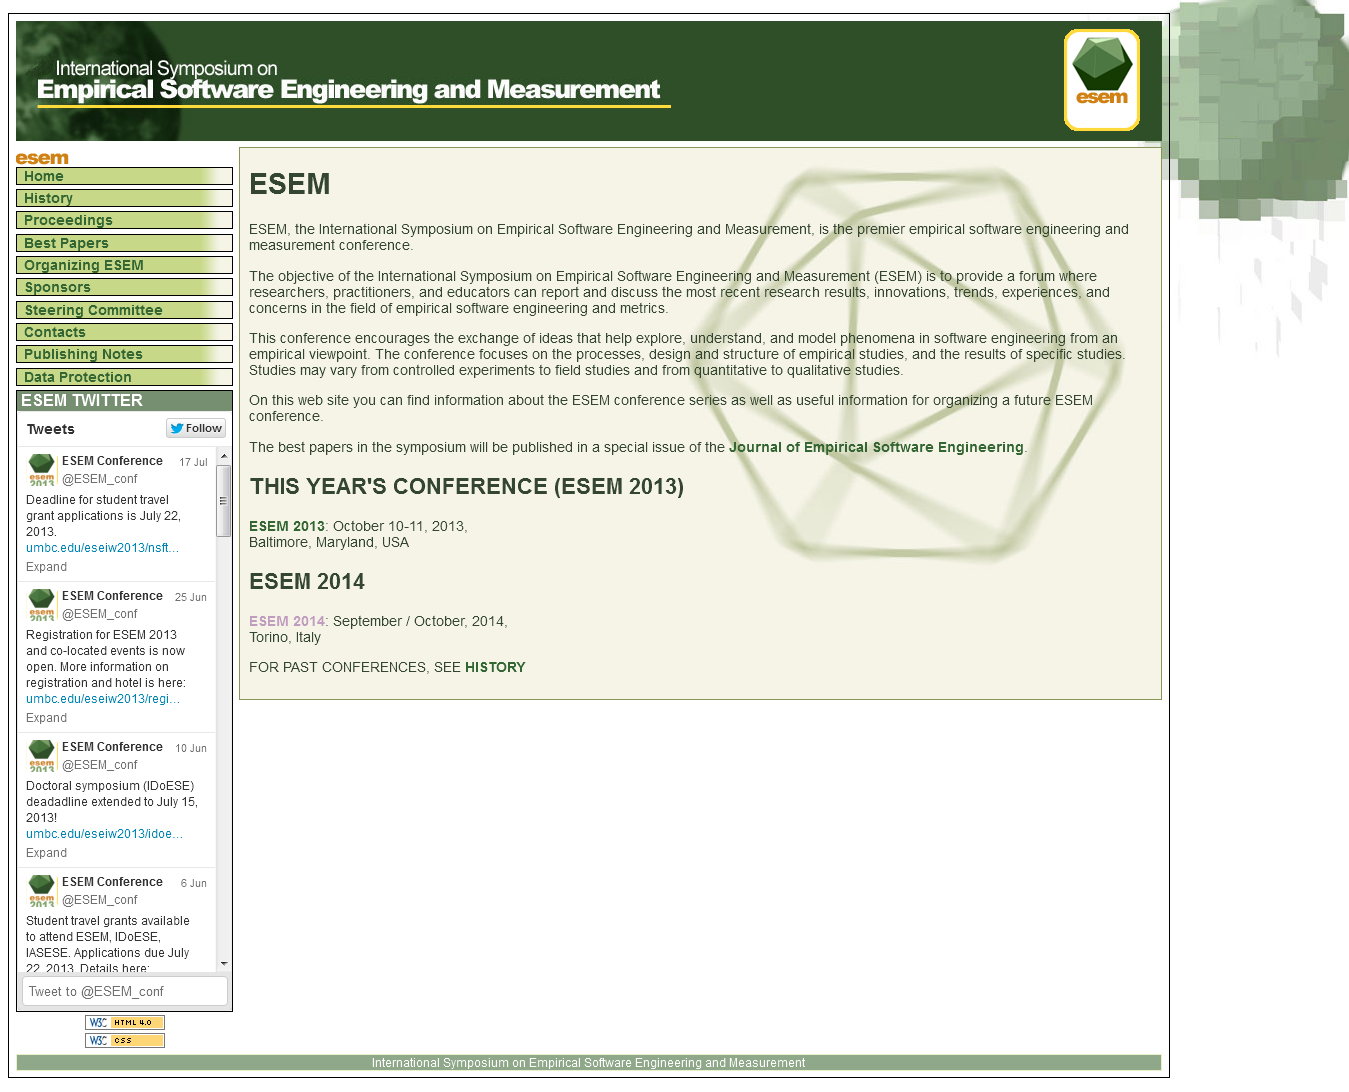 International Symposium on
Empirical Software Engineering and Measurement
esem
esem
Home
History
Proceedings
Best Papers
Organizing ESEM
Sponsors
Steering Committee
Contacts
Publishing Notes
Data Protection
ESEM TWITTER
Tweets
Follow
ESEM Conference 17 Jul
@ESEM_conf
Deadline for student travel
grant applications is July 22,
2013.
umbc.edu/eseiw2013/nsft...
Expand
esem
2013
ESEM Conference 25 Jun
@ESEM_conf
Registration for ESEM 2013
and co-located events is now
open. More information on
registration and hotel is here:
umbc.edu/eseiw2013/regi...
Expand
esem
2013
ESEM Conference 10 Jun
@ESEM_conf
Doctoral symposium (IDoESE)
deadadline extended to July 15,
2013!
umbc.edu/eseiw2013/idoe...
Expand
esem
2013
ESEM Conference 6 Jun
@ESEM_conf
Student travel grants available
to attend ESEM, IDoESE,
IASESE. Applications due July
22, 2013. Details here:
esem
2013
Tweet to @ESEM_conf
W3C HTML 4.0
W3C CSS
ESEM
ESEM, the International Symposium on Empirical Software Engineering and Measurement, is the premier empirical software engineering and
measurement conference.
The objective of the International Symposium on Empirical Software Engineering and Measurement (ESEM) is to provide a forum where
researchers, practitioners, and educators can report and discuss the most recent research results, innovations, trends, experiences, and
concerns in the field of empirical software engineering and metrics.
This conference encourages the exchange of ideas that help explore, understand, and model phenomena in software engineering from an
empirical viewpoint. The conference focuses on the processes, design and structure of empirical studies, and the results of specific studies.
Studies may vary from controlled experiments to field studies and from quantitative to qualitative studies.
On this web site you can find information about the ESEM conference series as well as useful information for organizing a future ESEM
conference.
The best papers in the symposium will be published in a special issue of the Journal of Empirical Software Engineering.
THIS YEAR'S CONFERENCE (ESEM 2013)
ESEM 2013: October 10-11, 2013,
Baltimore, Maryland, USA
ESEM 2014
ESEM 2014: September / October, 2014,
Torino, Italy
FOR PAST CONFERENCES, SEE HISTORY
International Symposium on Empirical Software Engineering and Measurement